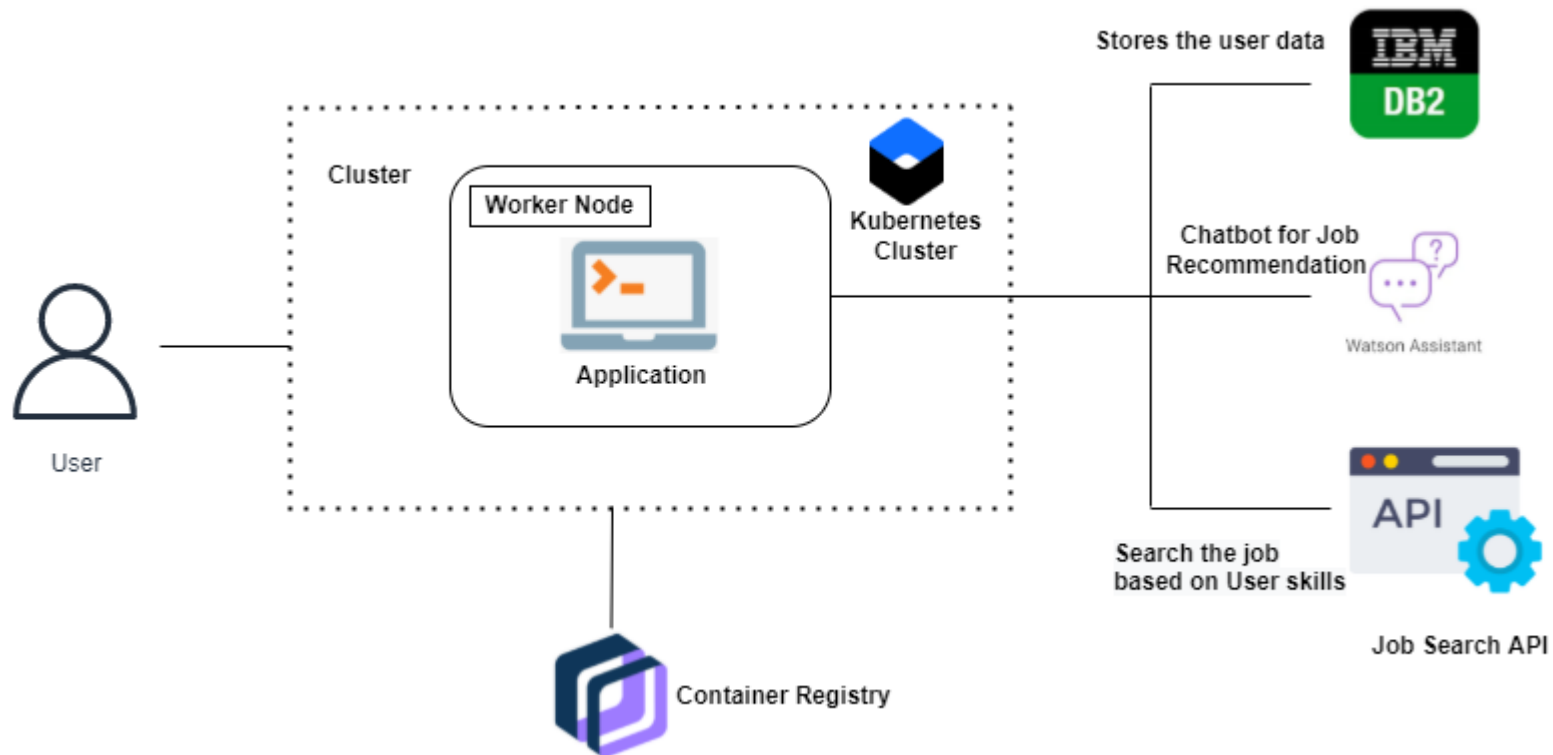 Stores the user data
IBM
DB2
Cluster
Worker Node
Kubernetes
Cluster
Application
Chatbot for Job
Recommendation
?
Watson Assistant
User
API
Search the job
based on User skills
Job Search API
Container Registry